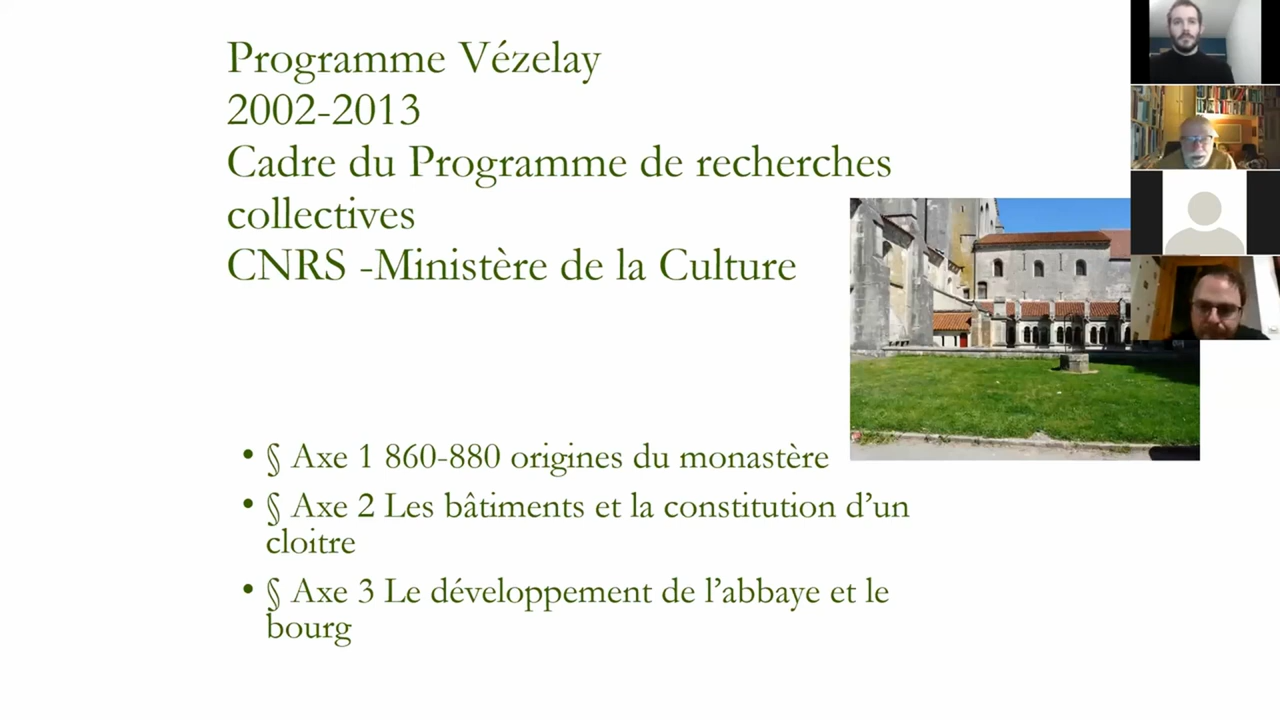 Programme Vézelay
2002-2013
Cadre du Programme de recherches
collectives
CNRS -Ministère de la Culture
• § Axe 1 860-880 origines du monastère
• § Axe 2 Les bâtiments et la constitution d’un
cloitre
• § Axe 3 Le développement de l’abbaye et le
bourg